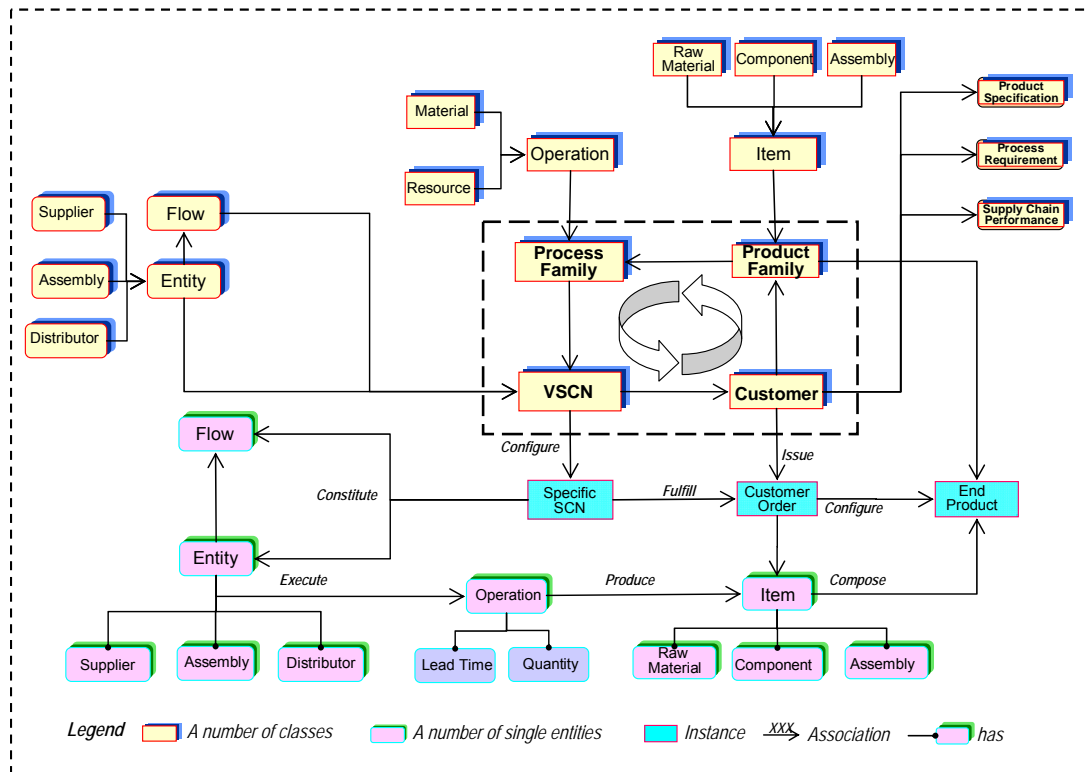 Raw
Material
Component
Assembly
Product
Specification
Material
Operation
Item
Process
Requirement
Resource
Supplier
Flow
Supply Chain
Performance
Process
Family
Product
Family
Assembly
Entity
Distributor
VSCN
Customer
Configure
Issue
Flow
Constitute
Specific
SCN
Fulfill
Customer
Order
Configure
End
Product
Entity
Execute
Operation
Produce
Item
Compose
Supplier
Assembly
Distributor
Lead Time
Quantity
Raw
Material
Component
Assembly
Legend
A number of classes
A number of single entities
Instance
XXX
Association
has